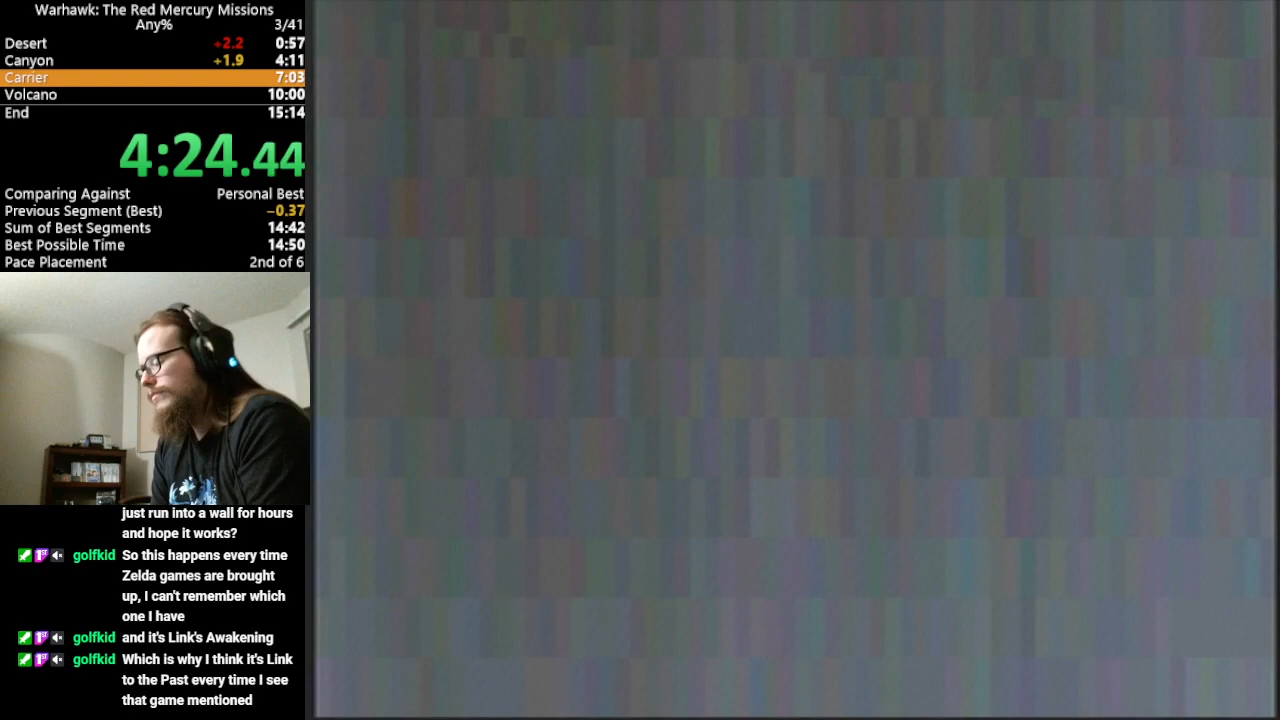 Warhawk: The Red Mercury Missions
Any% 3/41
Desert +2.2 0:57
Canyon +1.9 4:11
Carrier 7:03
Volcano 10:00
End 15:14
4:24.44
Comparing Against Personal Best
Previous Segment (Best) -0.37
Sum of Best Segments 14:42
Best Possible Time 14:50
Pace Placement 2nd of 6
just run into a wall for hours
and hope it works?
golfkid So this happens every time
Zelda games are brought
up, I can't remember which
one I have
golfkid and it's Link's Awakening
golfkid Which is why I think it's Link
to the Past every time I see
that game mentioned